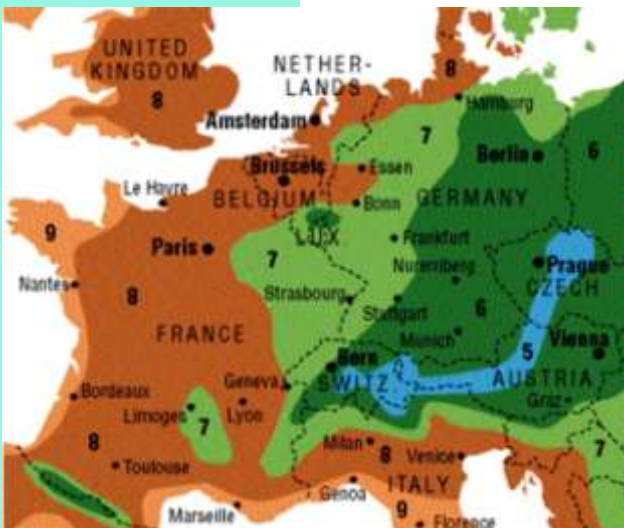 UNITED
KINGDOM
8
NETHER-
LANDS
8
Hamburg
Amsterdam
7
Berlin
6
Brussels
Essen
Le Havre
BELGIUM
Bonn
GERMANY
9
LUX
Frankfurt
Paris
7
Nuremberg
Prague
CZECH
Nantes
8
Strasbourg
Stuttgart
6
Munich
5
Vienna
FRANCE
Bern
SWITZ
AUSTRIA
Geneva
Bordeaux
Limoges
7
Lyon
Graz
8
Milan
8
Venice
7
Toulouse
Genoa
ITALY
Marseille
9
Florence